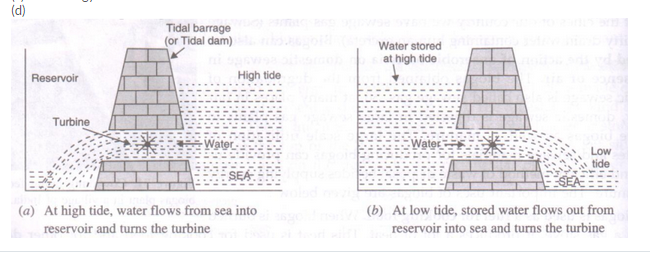 (d)
Tidal barrage
(or Tidal dam)
Reservoir
High tide
Turbine
Water
SEA
(a) At high tide, water flows from sea into
reservoir and turns the turbine
Water stored
at high tide
Water
Low
tide
SEA
(b) At low tide, stored water flows out from
reservoir into sea and turns the turbine